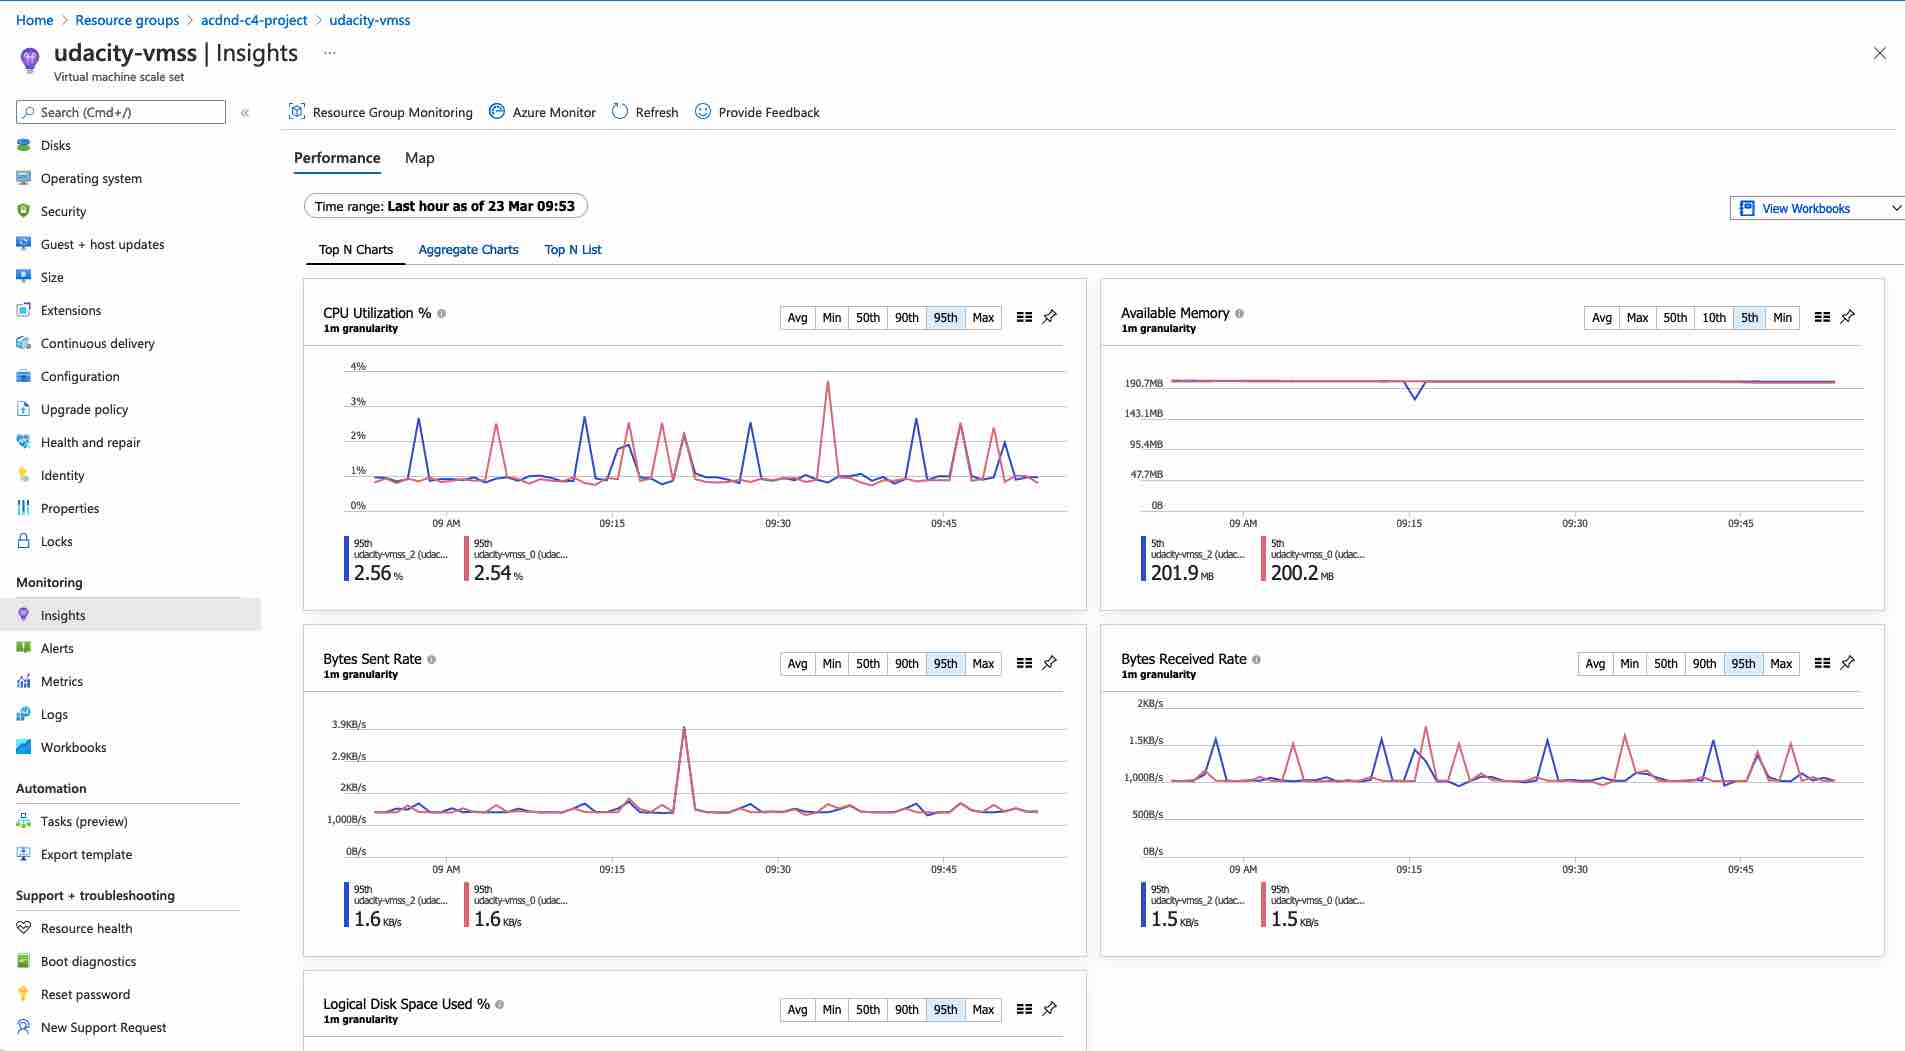 Home > Resource groups > acdnd-c4-project > udacity-vmss
udacity-vmss | Insights ...
Virtual machine scale set
Search (Cmd+/) «
Disks
Operating system
Security
Guest + host updates
Size
Extensions
Continuous delivery
Configuration
Upgrade policy
Health and repair
Identity
Properties
Locks
Monitoring
Insights
Alerts
Metrics
Logs
Workbooks
Automation
Tasks (preview)
Export template
Support + troubleshooting
Resource health
Boot diagnostics
Reset password
New Support Request
Resource Group Monitoring Azure Monitor Refresh Provide Feedback
Performance Map
Time range: Last hour as of 23 Mar 09:53
View Workbooks
Top N Charts Aggregate Charts Top N List
CPU Utilization %
1m granularity
Avg Min 50th 90th 95th Max
4%
3%
2%
1%
0%
09 AM 09:15 09:30 09:45
95th 95th
udacity-vmss_2 (udac... udacity-vmss_0 (udac...
2.56 % 2.54 %
Available Memory
1m granularity
Avg Max 50th 10th 5th Min
190.7MB
143.1MB
95.4MB
47.7MB
0B
09 AM 09:15 09:30 09:45
5th 5th
udacity-vmss_2 (udac... udacity-vmss_0 (udac...
201.9 MB 200.2 MB
Bytes Sent Rate
1m granularity
Avg Min 50th 90th 95th Max
3.9KB/s
2.9KB/s
2KB/s
1,000B/s
0B/s
09 AM 09:15 09:30 09:45
95th 95th
udacity-vmss_2 (udac... udacity-vmss_0 (udac...
1.6 KB/s 1.6 KB/s
Bytes Received Rate
1m granularity
Avg Min 50th 90th 95th Max
2KB/s
1.5KB/s
1,000B/s
500B/s
0B/s
09 AM 09:15 09:30 09:45
95th 95th
udacity-vmss_2 (udac... udacity-vmss_0 (udac...
1.5 KB/s 1.5 KB/s
Logical Disk Space Used %
1m granularity
Avg Min 50th 90th 95th Max